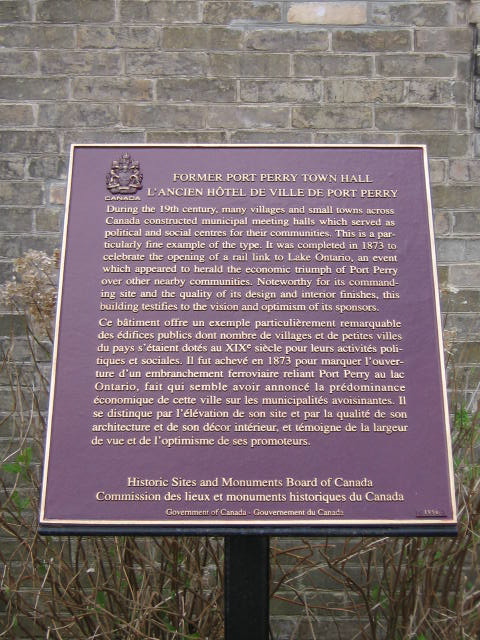 CANADA
FORMER PORT PERRY TOWN HALL
L'ANCIEN HÔTEL DE VILLE DE PORT PERRY
During the 19th century, many villages and small towns across
Canada constructed municipal meeting halls which served as
political and social centres for their communities. This is a par-
ticularly fine example of the type. It was completed in 1873 to
celebrate the opening of a rail link to Lake Ontario, an event
which appeared to herald the economic triumph of Port Perry
over other nearby communities. Noteworthy for its command-
ing site and the quality of its design and interior finishes, this
building testifies to the vision and optimism of its sponsors.
Ce bâtiment offre un exemple particulièrement remarquable
des édifices publics dont nombre de villages et de petites villes
du pays s'étaient dotés au XIXᵉ siècle pour leurs activités poli-
tiques et sociales. Il fut achevé en 1873 pour marquer l'ouver-
ture d'un embranchement ferroviaire reliant Port Perry au lac
Ontario, fait qui semble avoir annoncé la prédominance
économique de cette ville sur les municipalités avoisinantes. Il
se distingue par l'élévation de son site et par la qualité de son
architecture et de son décor intérieur, et témoigne de la largeur
de vue et de l'optimisme de ses promoteurs.
Historic Sites and Monuments Board of Canada
Commission des lieux et monuments historiques du Canada
Government of Canada - Gouvernement du Canada